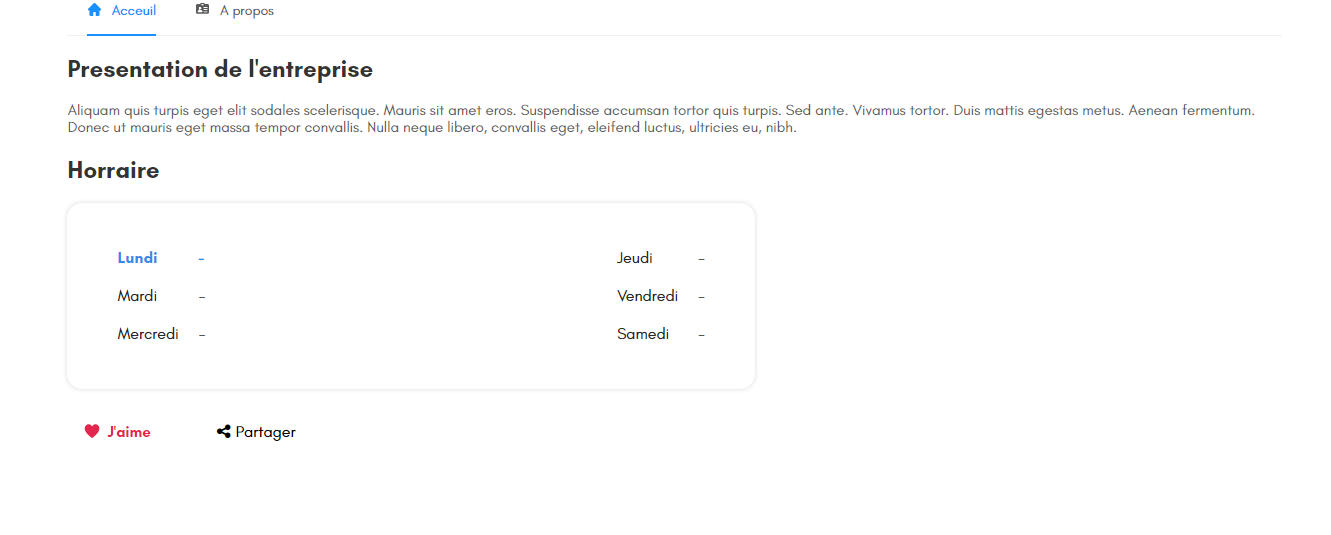 Acceuil A propos
Presentation de l'entreprise
Aliquam quis turpis eget elit sodales scelerisque. Mauris sit amet eros. Suspendisse accumsan tortor quis turpis. Sed ante. Vivamus tortor. Duis mattis egestas metus. Aenean fermentum.
Donec ut mauris eget massa tempor convallis. Nulla neque libero, convallis eget, eleifend luctus, ultricies eu, nibh.
Horraire
Lundi - Jeudi -
Mardi - Vendredi -
Mercredi - Samedi -
J'aime Partager